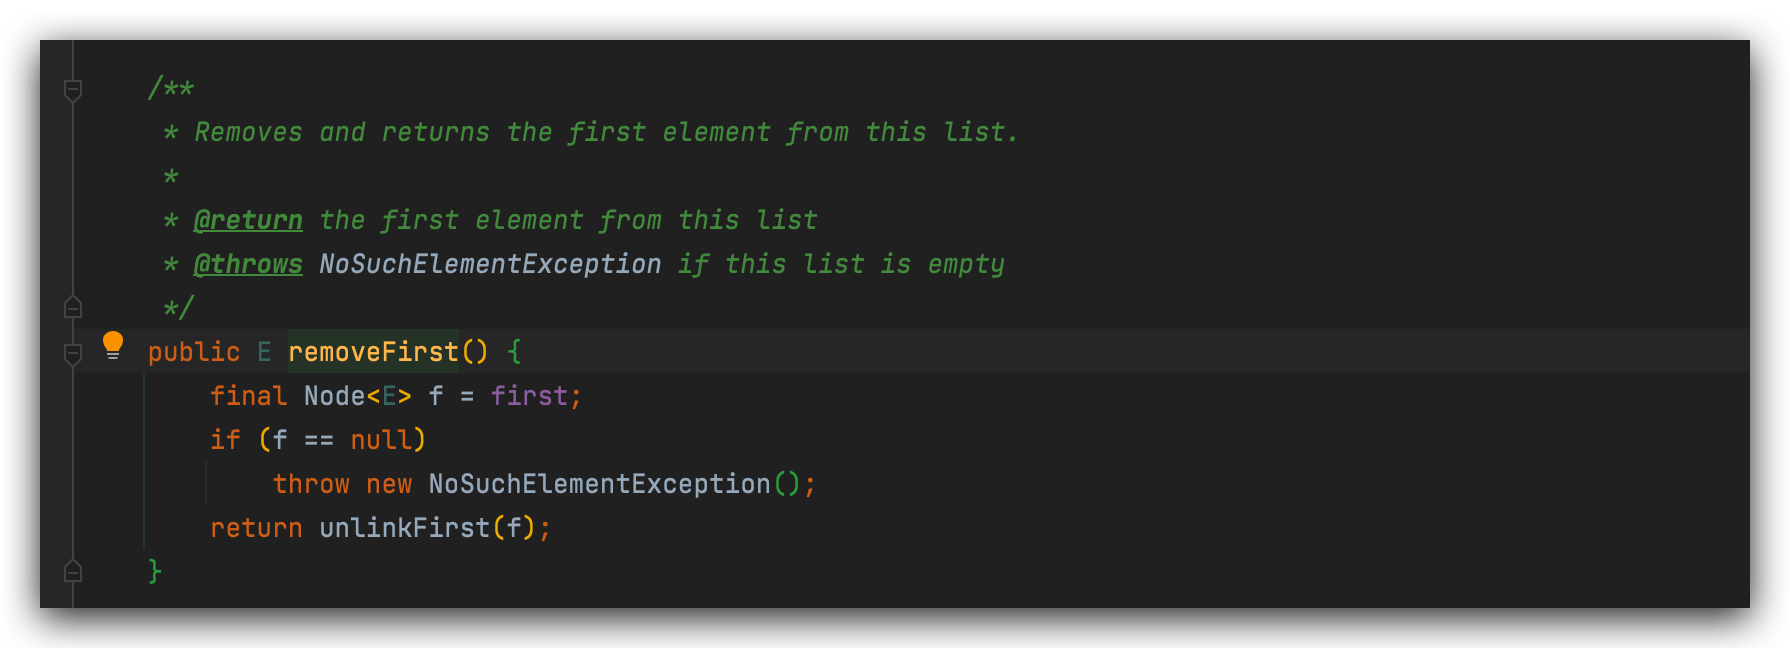 /**
 * Removes and returns the first element from this list.
 *
 * @return the first element from this list
 * @throws NoSuchElementException if this list is empty
 */
public E removeFirst() {
    final Node<E> f = first;
    if (f == null)
        throw new NoSuchElementException();
    return unlinkFirst(f);
}